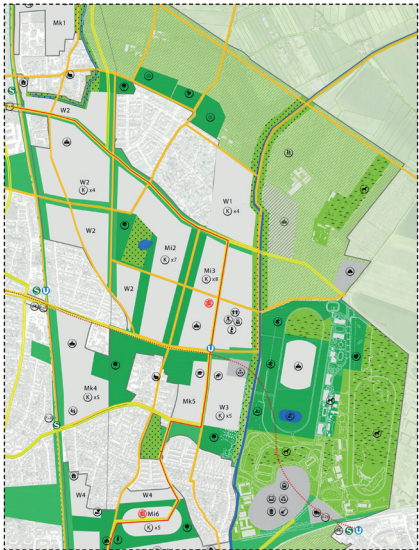 Mk1
S
W2
W2
K x4
W1
K x4
W2
Mi2
K x7
Mi3
K x8
W2
S U
U
Mk4
K x5
Mk5
W3
K x5
S
W4
W4
Mi6
K x5
S U